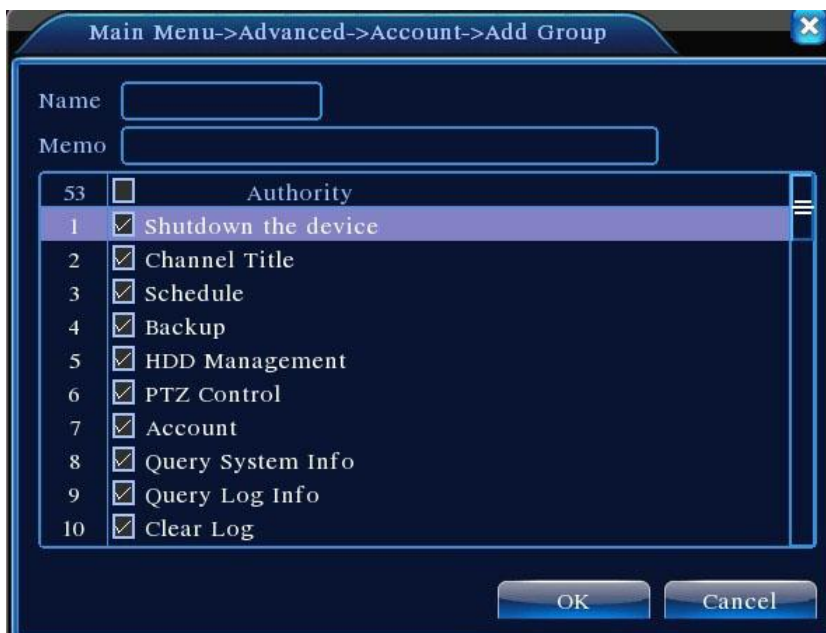 Main Menu->Advanced->Account->Add Group
Name
Memo
53 Authority
1 Shutdown the device
2 Channel Title
3 Schedule
4 Backup
5 HDD Management
6 PTZ Control
7 Account
8 Query System Info
9 Query Log Info
10 Clear Log
OK Cancel